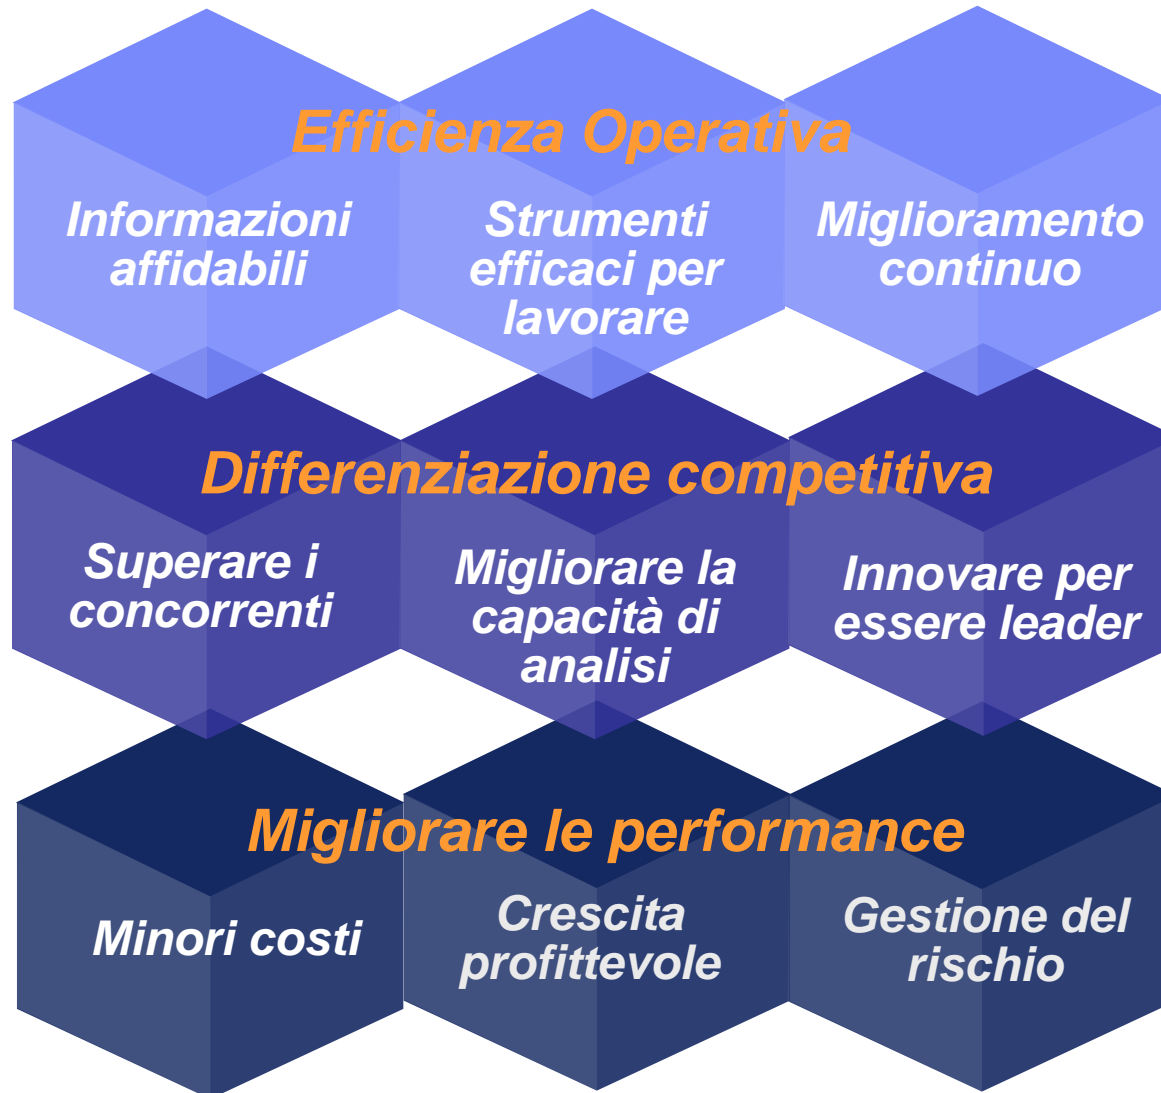 Efficienza Operativa
Informazioni
affidabili
Strumenti
efficaci per
lavorare
Miglioramento
continuo
Differenziazione competitiva
Superare i
concorrenti
Migliorare la
capacità di
analisi
Innovare per
essere leader
Migliorare le performance
Minori costi
Crescita
profittevole
Gestione del
rischio